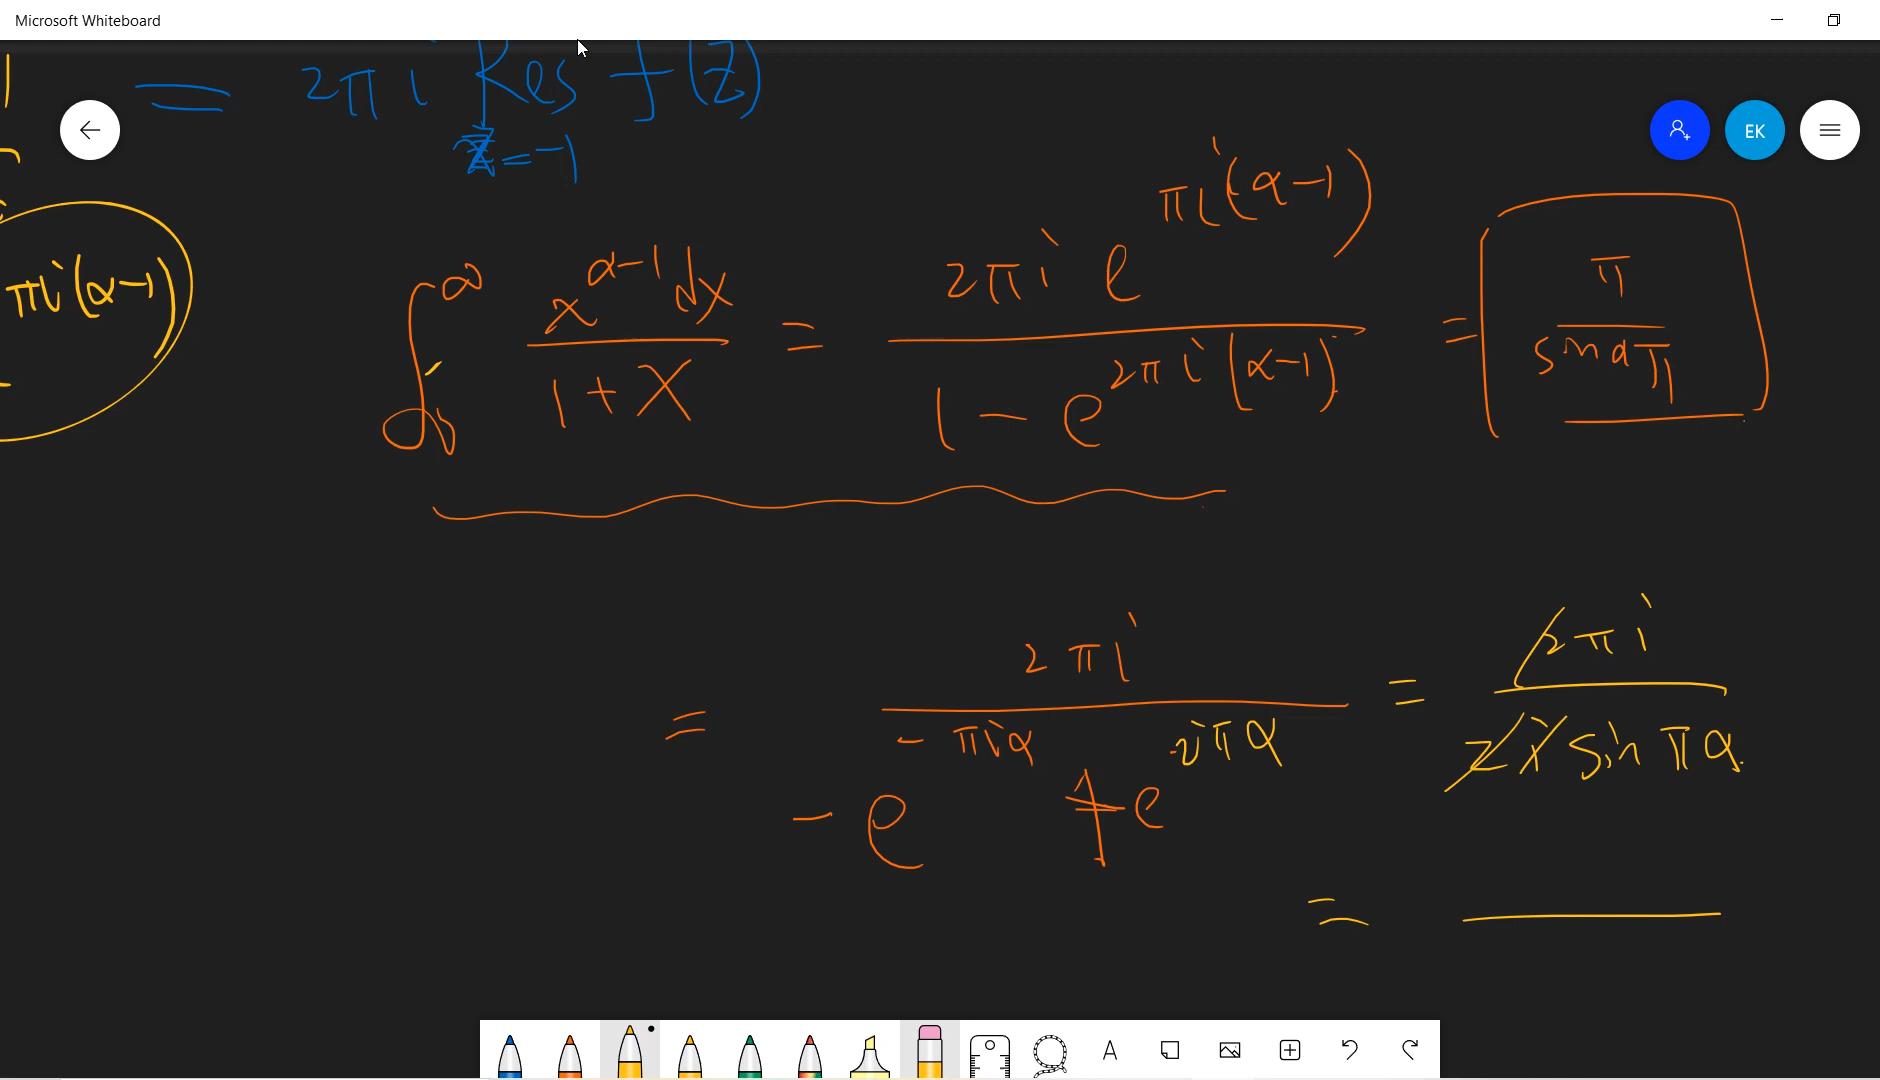 Microsoft Whiteboard
= 2πi Res f(z)
z=-1
EK
πi(α-1)
∫₀^∞ x^(α-1) dx / (1+x) = 2πi e^(πi(α-1)) / (1 - e^(2πi(α-1))) = π / sin απ
= 2πi / (-e^(-πiα) + e^(iπα)) = 2πi / (2i sin πα)
=
A